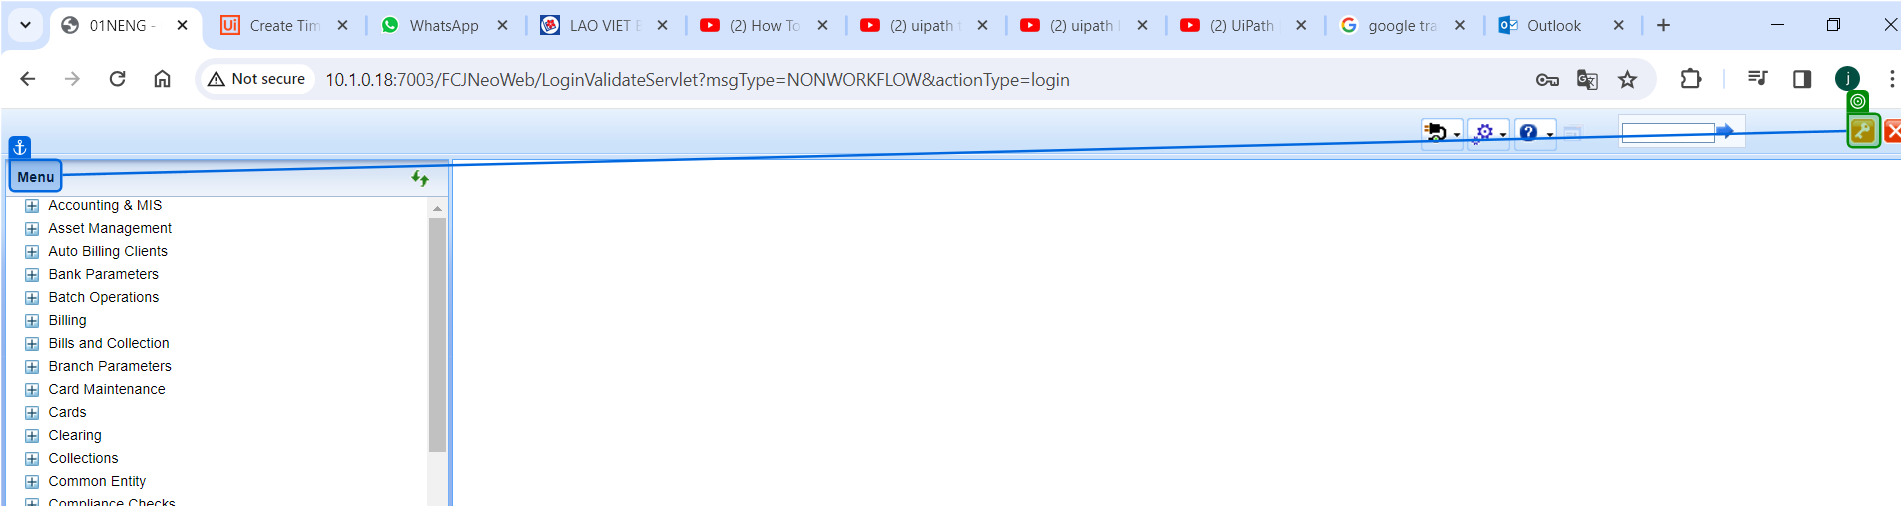 01NENG -
Create Tim
WhatsApp
LAO VIET B
(2) How To
(2) uipath
(2) uipath
(2) UiPath
google tra
Outlook
Not secure
10.1.0.18:7003/FCJNeoWeb/LoginValidateServlet?msgType=NONWORKFLOW&actionType=login
j
Menu
Accounting & MIS
Asset Management
Auto Billing Clients
Bank Parameters
Batch Operations
Billing
Bills and Collection
Branch Parameters
Card Maintenance
Cards
Clearing
Collections
Common Entity
Compliance Checks